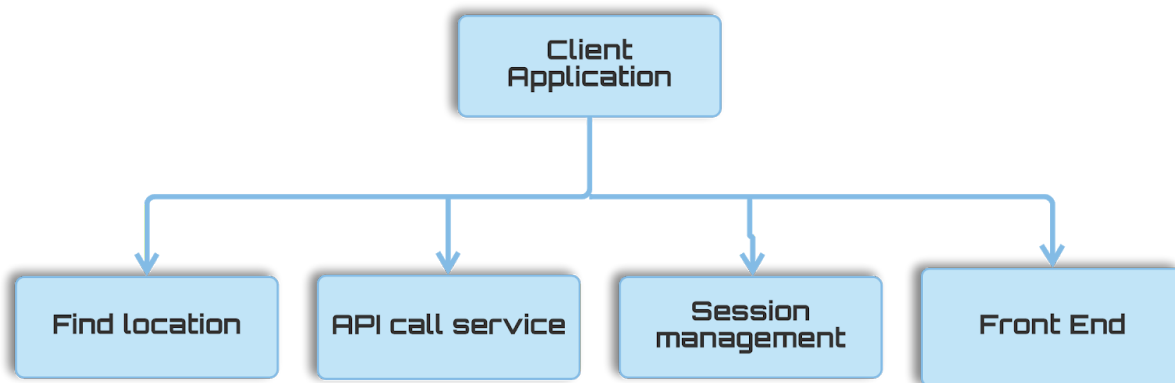 Client
Application
Find location
API call service
Session
management
Front End